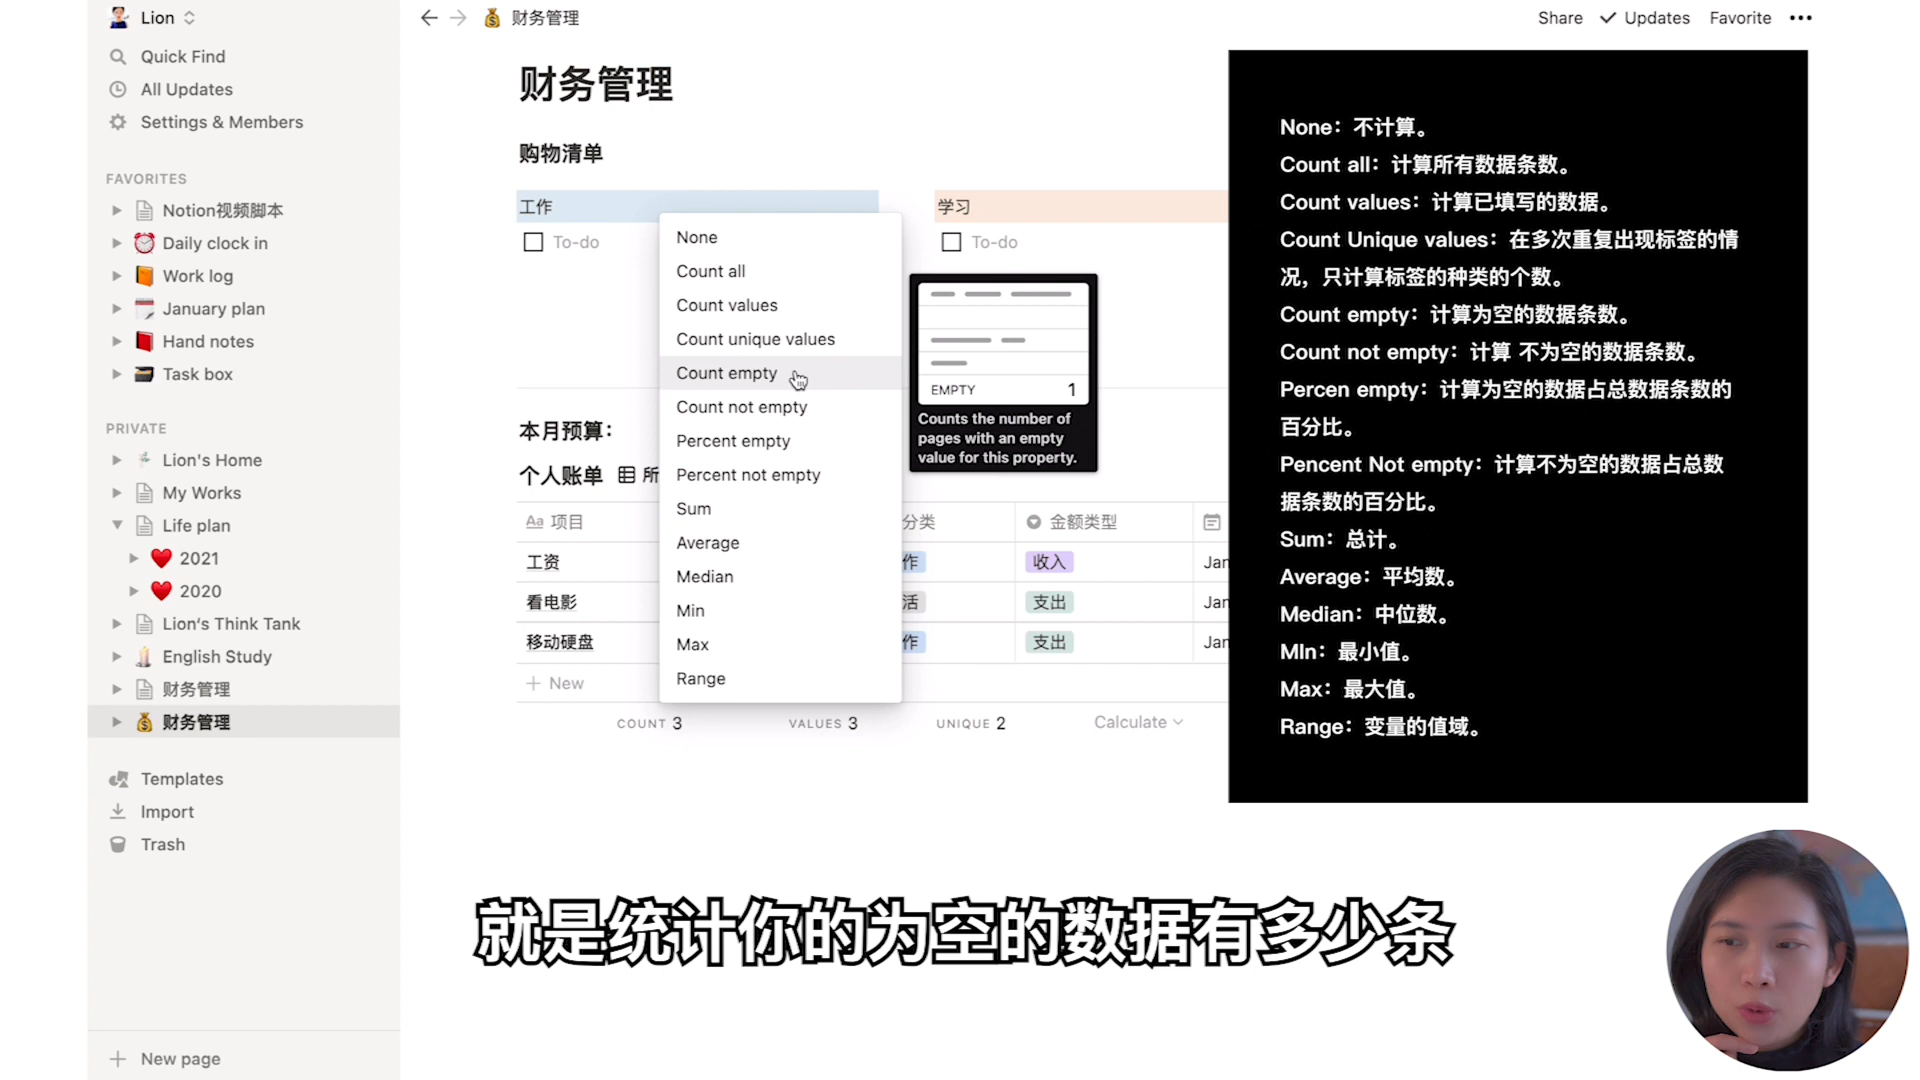 Lion
Quick Find
All Updates
Settings & Members
FAVORITES
Notion视频脚本
Daily clock in
Work log
January plan
Hand notes
Task box
PRIVATE
Lion's Home
My Works
Life plan
2021
2020
Lion's Think Tank
English Study
财务管理
财务管理
Templates
Import
Trash
New page
财务管理
Share
Updates
Favorite
财务管理
购物清单
工作
To-do
学习
To-do
None
Count all
Count values
Count unique values
Count empty
Count not empty
Percent empty
Percent not empty
Sum
Average
Median
Min
Max
Range
EMPTY 1
Counts the number of
pages with an empty
value for this property.
本月预算：
个人账单 所
Aa 项目 分类 金额类型
工资 作 收入 Jan
看电影 活 支出 Jan
移动硬盘 作 支出 Jan
New
COUNT 3 VALUES 3 UNIQUE 2 Calculate
None：不计算。
Count all：计算所有数据条数。
Count values：计算已填写的数据。
Count Unique values：在多次重复出现标签的情
况，只计算标签的种类的个数。
Count empty：计算为空的数据条数。
Count not empty：计算 不为空的数据条数。
Percen empty：计算为空的数据占总数据条数的
百分比。
Pencent Not empty：计算不为空的数据占总数
据条数的百分比。
Sum：总计。
Average：平均数。
Median：中位数。
MIn：最小值。
Max：最大值。
Range：变量的值域。
就是统计你的为空的数据有多少条